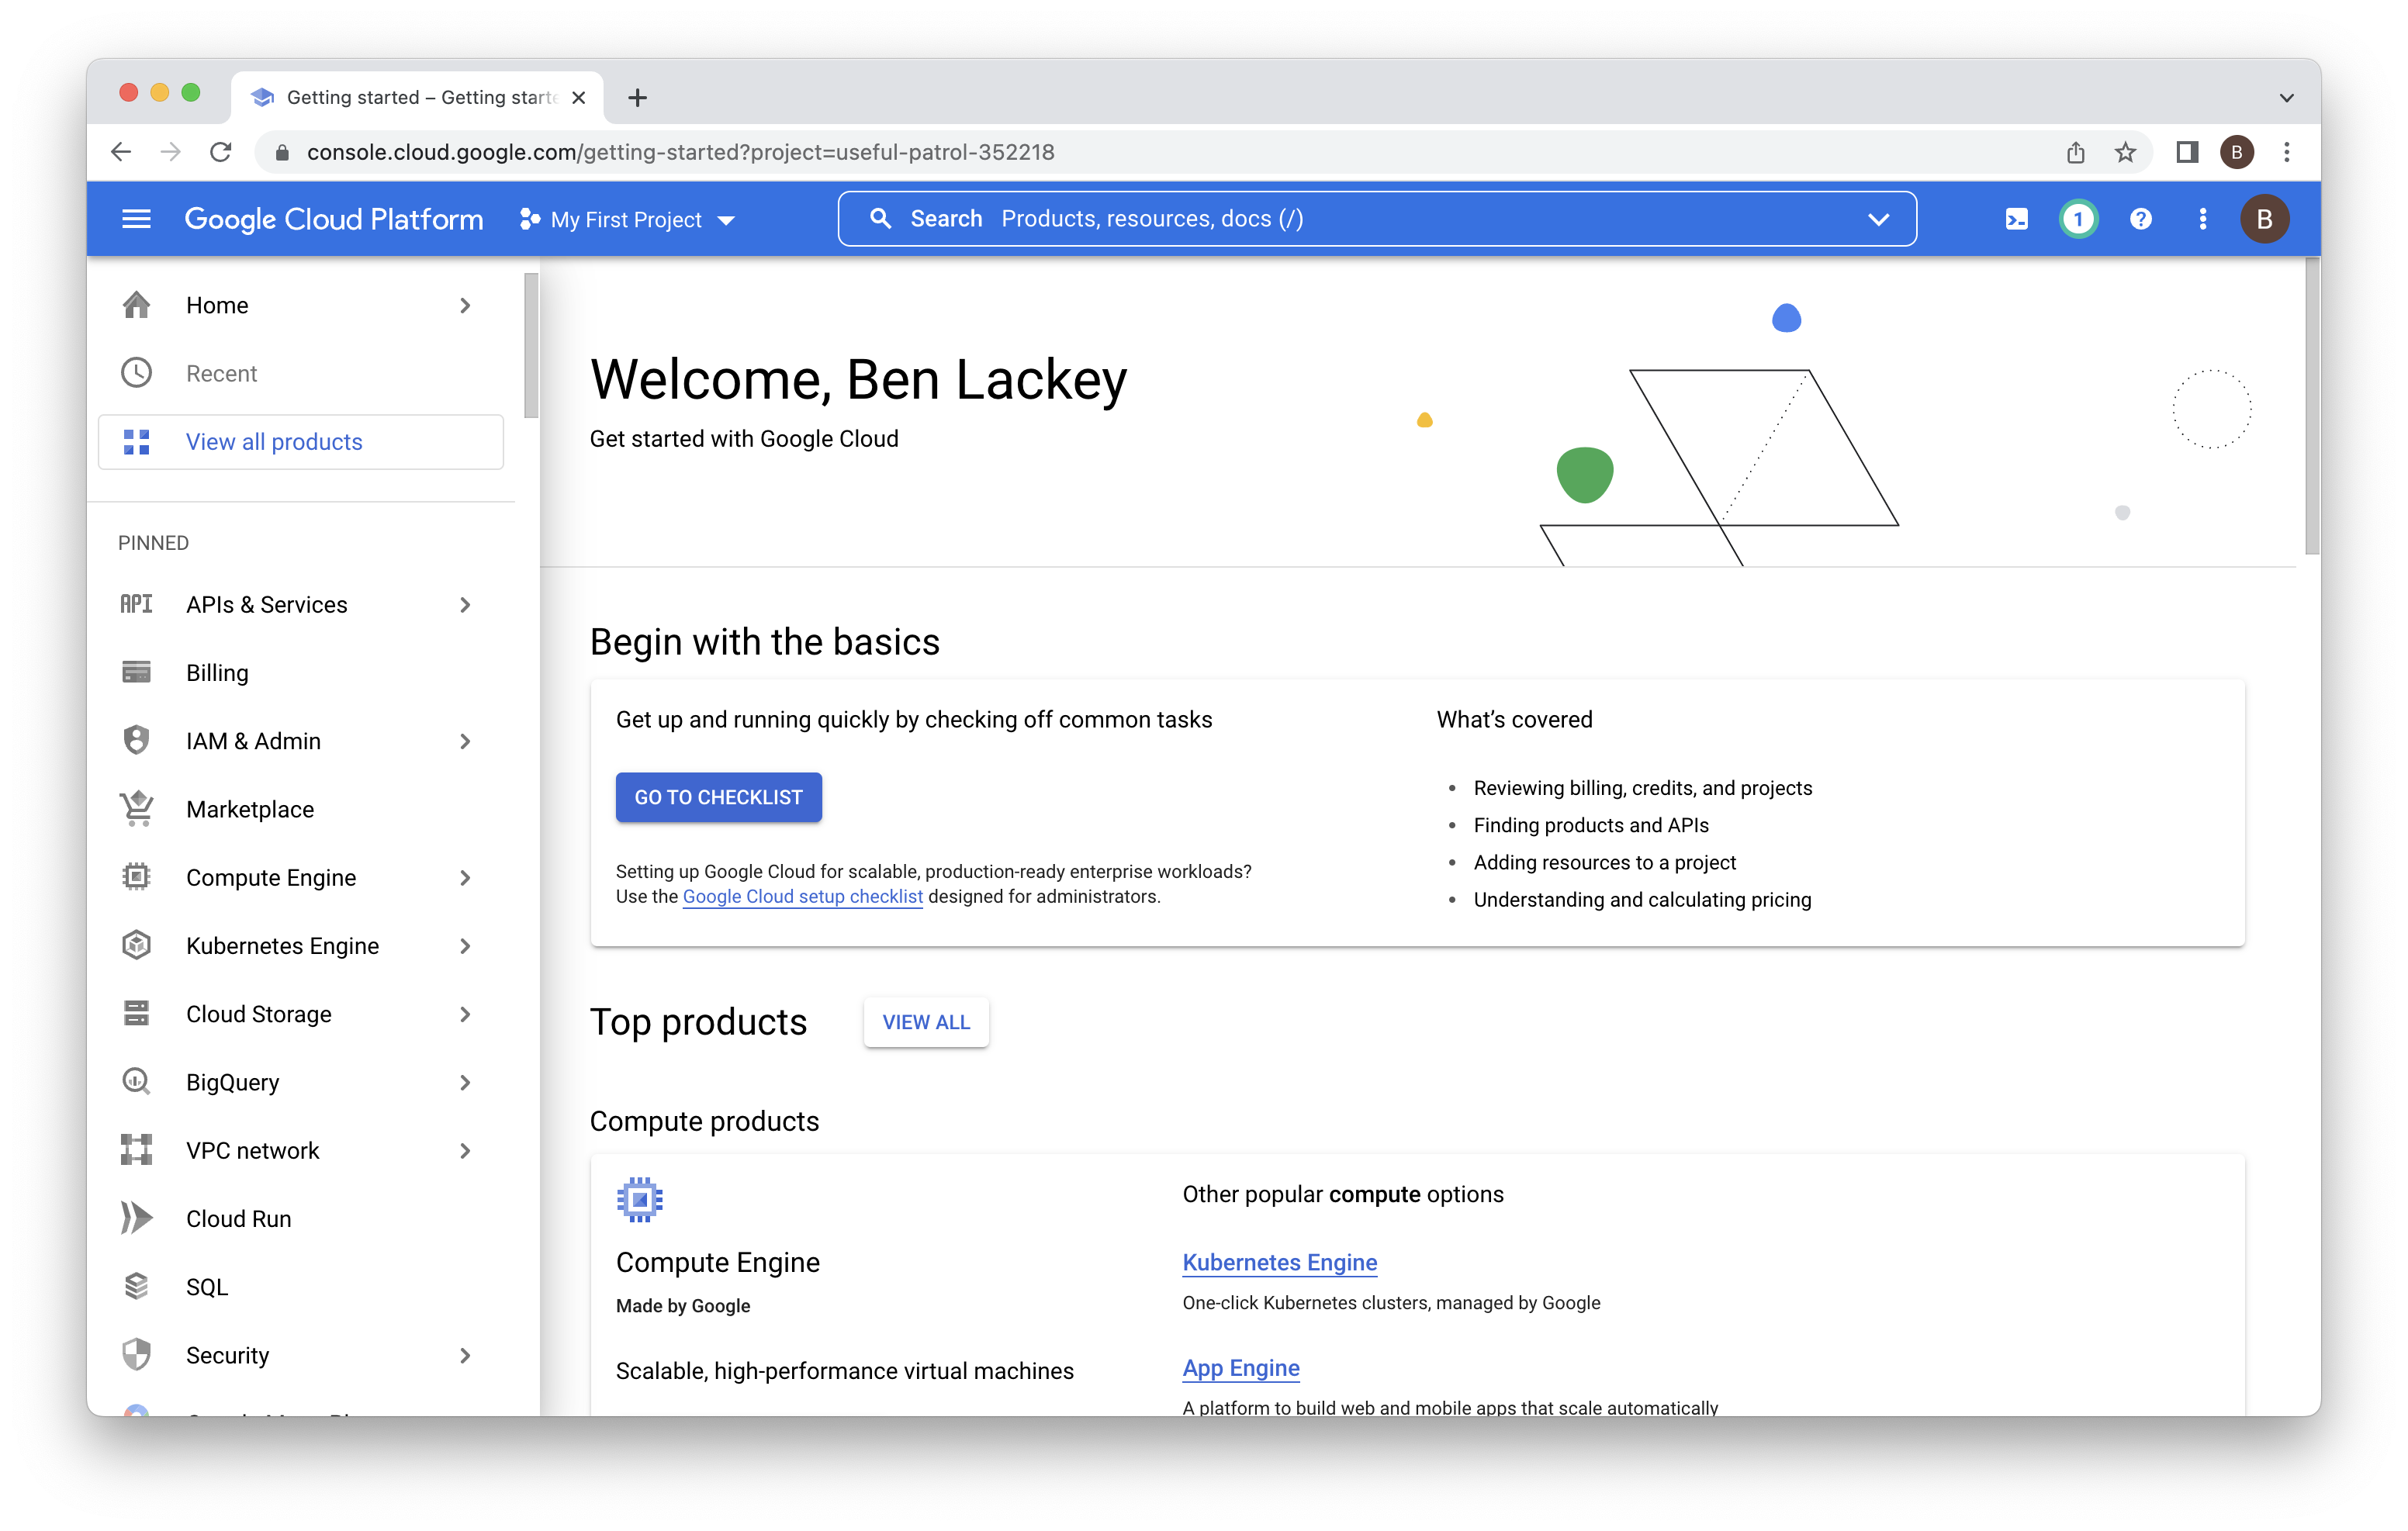 Getting started – Getting starte
console.cloud.google.com/getting-started?project=useful-patrol-352218
B
Google Cloud Platform
My First Project
Search Products, resources, docs (/)
1
?
B
Home
Recent
View all products
PINNED
API
APIs & Services
Billing
IAM & Admin
Marketplace
Compute Engine
Kubernetes Engine
Cloud Storage
BigQuery
VPC network
Cloud Run
SQL
Security
Welcome, Ben Lackey
Get started with Google Cloud
Begin with the basics
Get up and running quickly by checking off common tasks
GO TO CHECKLIST
Setting up Google Cloud for scalable, production-ready enterprise workloads?
Use the Google Cloud setup checklist designed for administrators.
What's covered
• Reviewing billing, credits, and projects
• Finding products and APIs
• Adding resources to a project
• Understanding and calculating pricing
Top products
VIEW ALL
Compute products
Compute Engine
Made by Google
Scalable, high-performance virtual machines
Other popular compute options
Kubernetes Engine
One-click Kubernetes clusters, managed by Google
App Engine
A platform to build web and mobile apps that scale automatically